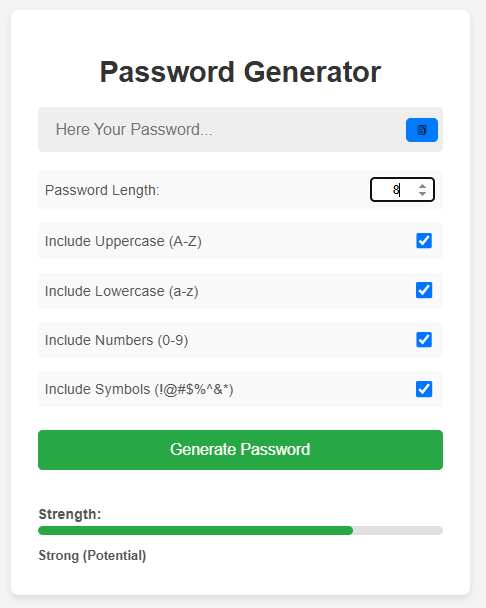 Password Generator
Here Your Password...
Password Length: 8
Include Uppercase (A-Z)
Include Lowercase (a-z)
Include Numbers (0-9)
Include Symbols (!@#$%^&*)
Generate Password
Strength:
Strong (Potential)